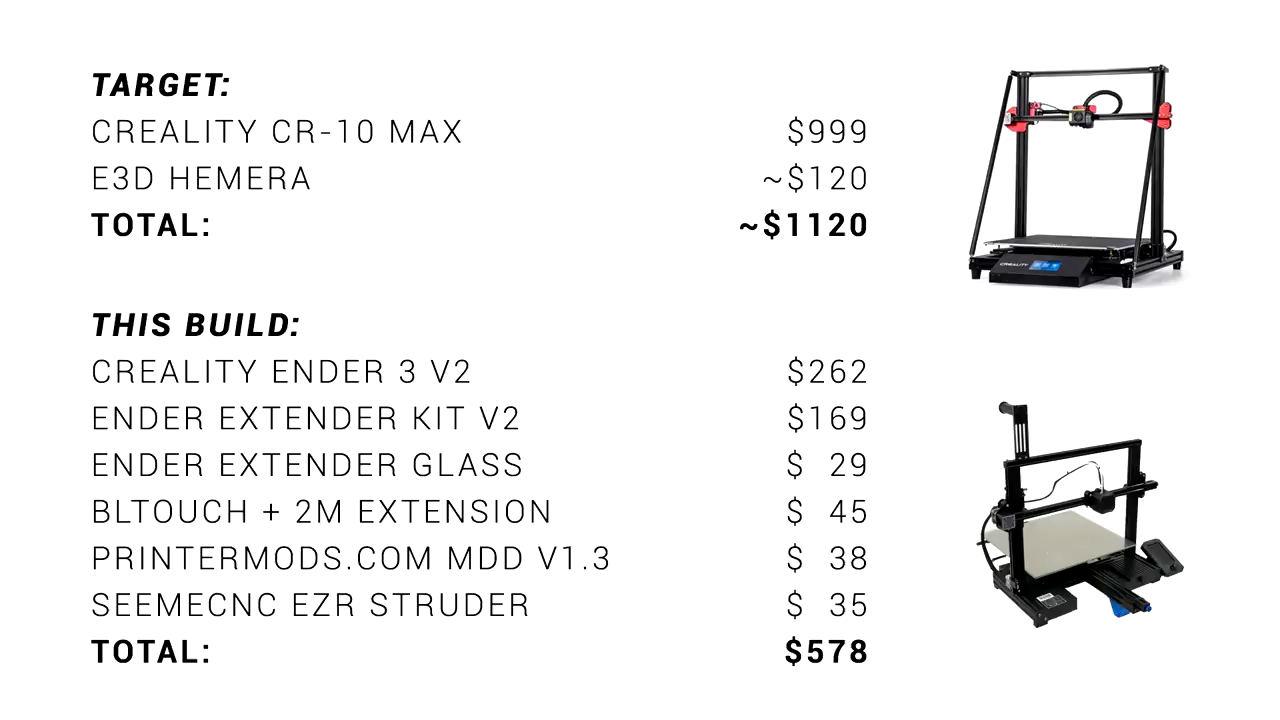 TARGET:
CREALITY CR-10 MAX $999
E3D HEMERA ~$120
TOTAL: ~$1120
CREALITY
THIS BUILD:
CREALITY ENDER 3 V2 $262
ENDER EXTENDER KIT V2 $169
ENDER EXTENDER GLASS $ 29
BLTOUCH + 2M EXTENSION $ 45
PRINTERMODS.COM MDD V1.3 $ 38
SEEMECNC EZR STRUDER $ 35
TOTAL: $578